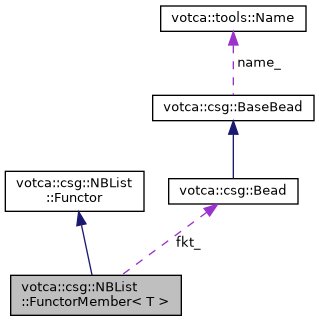 votca::tools::Name
name_
votca::csg::BaseBead
votca::csg::NBList
::Functor
votca::csg::Bead
fkt_
votca::csg::NBList
::FunctorMember< T >